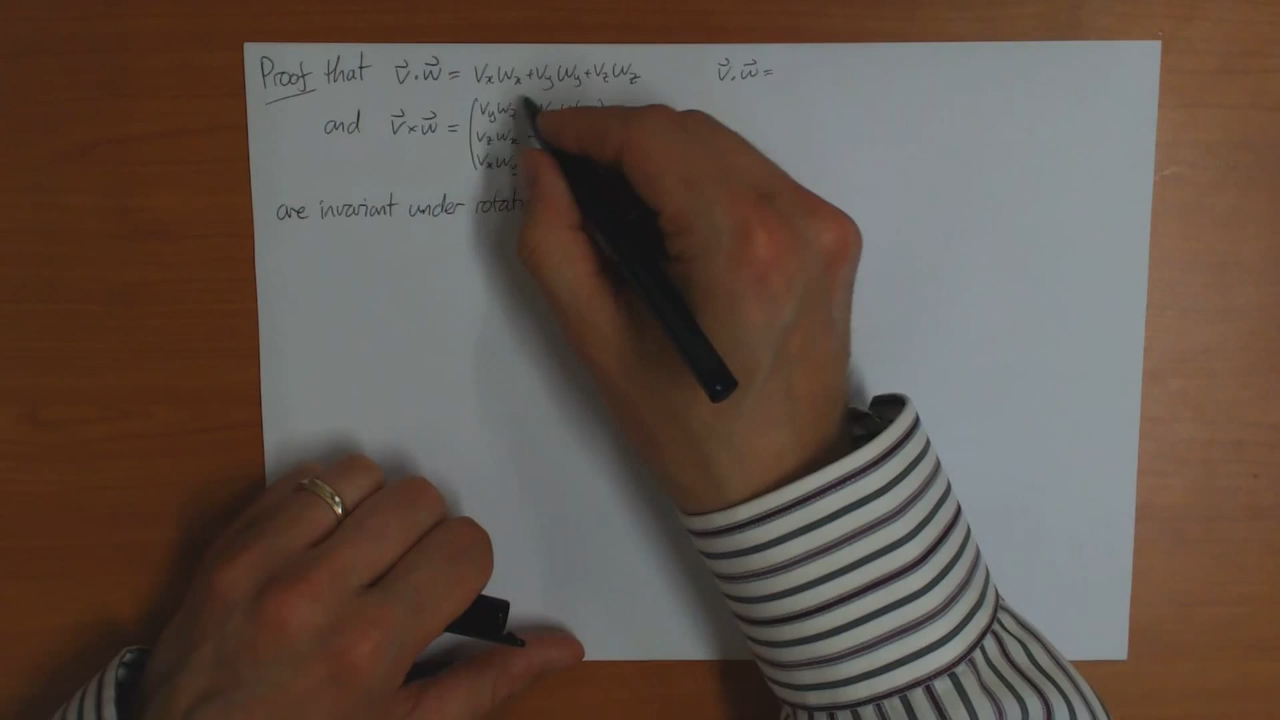 Proof that v⃗·w⃗ = VxWx+VyWy+VzWz v⃗·w⃗ =
and v⃗×w⃗ = (VyWz
VzWx -
VxWy
are invariant under